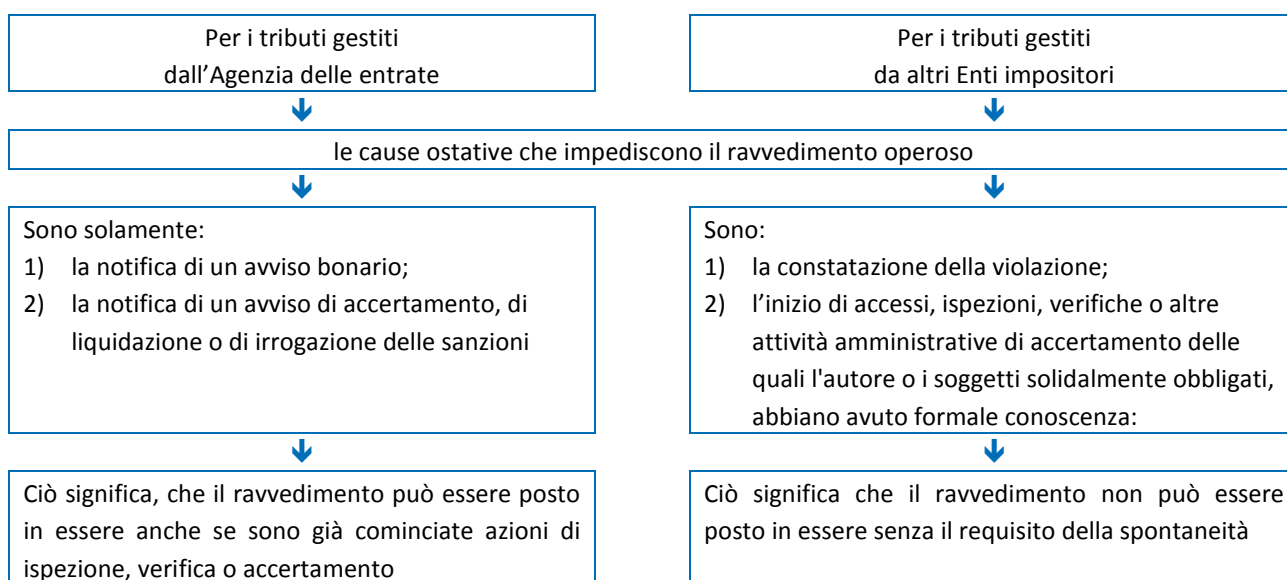 Per i tributi gestiti
dall’Agenzia delle entrate
Per i tributi gestiti
da altri Enti impositori
le cause ostative che impediscono il ravvedimento operoso
Sono solamente:
1) la notifica di un avviso bonario;
2) la notifica di un avviso di accertamento, di
liquidazione o di irrogazione delle sanzioni
Sono:
1) la constatazione della violazione;
2) l’inizio di accessi, ispezioni, verifiche o altre
attività amministrative di accertamento delle
quali l'autore o i soggetti solidalmente obbligati,
abbiano avuto formale conoscenza:
Ciò significa, che il ravvedimento può essere posto
in essere anche se sono già cominciate azioni di
ispezione, verifica o accertamento
Ciò significa che il ravvedimento non può essere
posto in essere senza il requisito della spontaneità